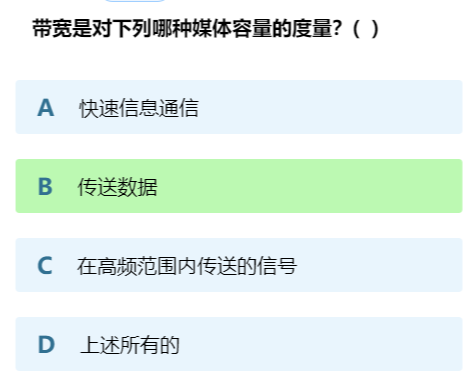 带宽是对下列哪种媒体容量的度量?( )
A 快速信息通信
B 传送数据
C 在高频范围内传送的信号
D 上述所有的